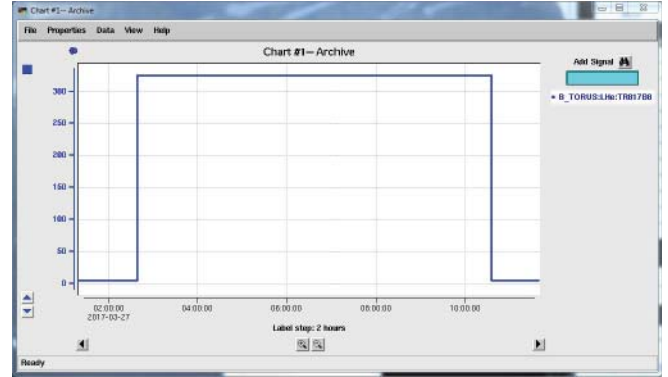 Chart #1— Archive
File Properties Data View Help
Chart #1— Archive
Add Signal
B_TORUS:LHe:TR817B8
300
250
200
150
100
50
0
02:00:00 04:00:00 06:00:00 08:00:00 10:00:00
2017-03-27
Label step: 2 hours
Ready